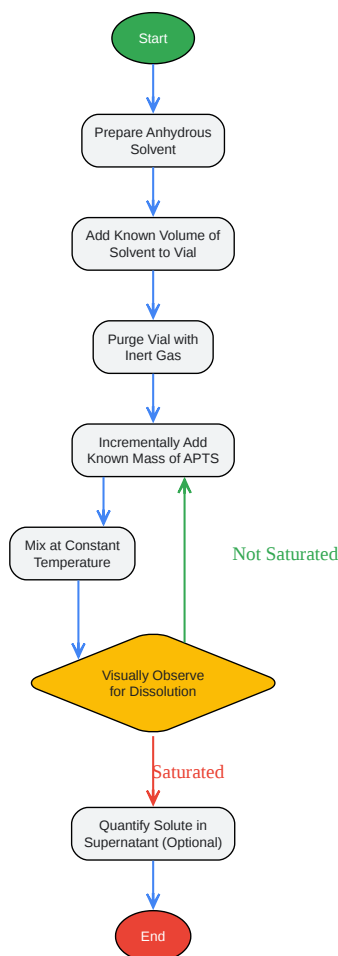 Start
Prepare Anhydrous
Solvent
Add Known Volume of
Solvent to Vial
Purge Vial with
Inert Gas
Incrementally Add
Known Mass of APTS
Mix at Constant
Temperature
Not Saturated
Visually Observe
for Dissolution
Saturated
Quantify Solute in
Supernatant (Optional)
End